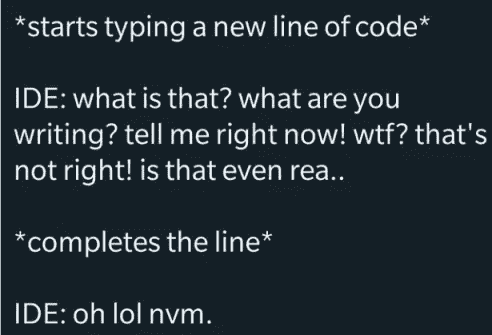 *starts typing a new line of code*
IDE: what is that? what are you
writing? tell me right now! wtf? that's
not right! is that even rea..
*completes the line*
IDE: oh lol nvm.